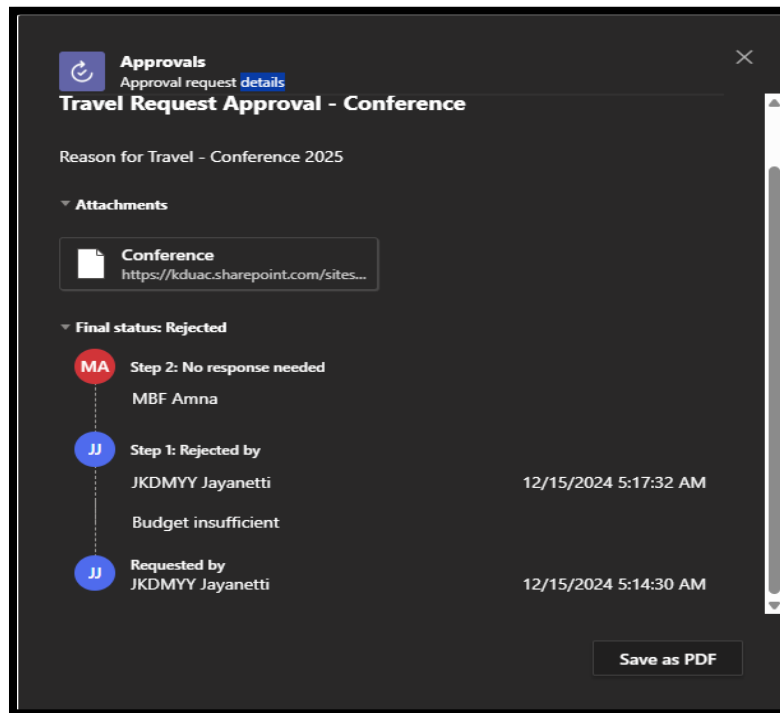 Approvals
Approval request details
Travel Request Approval - Conference
Reason for Travel - Conference 2025
Attachments
Conference
https://kduac.sharepoint.com/sites...
Final status: Rejected
MA Step 2: No response needed
MBF Amna
JJ Step 1: Rejected by
JKDMYY Jayanetti 12/15/2024 5:17:32 AM
Budget insufficient
JJ Requested by
JKDMYY Jayanetti 12/15/2024 5:14:30 AM
Save as PDF